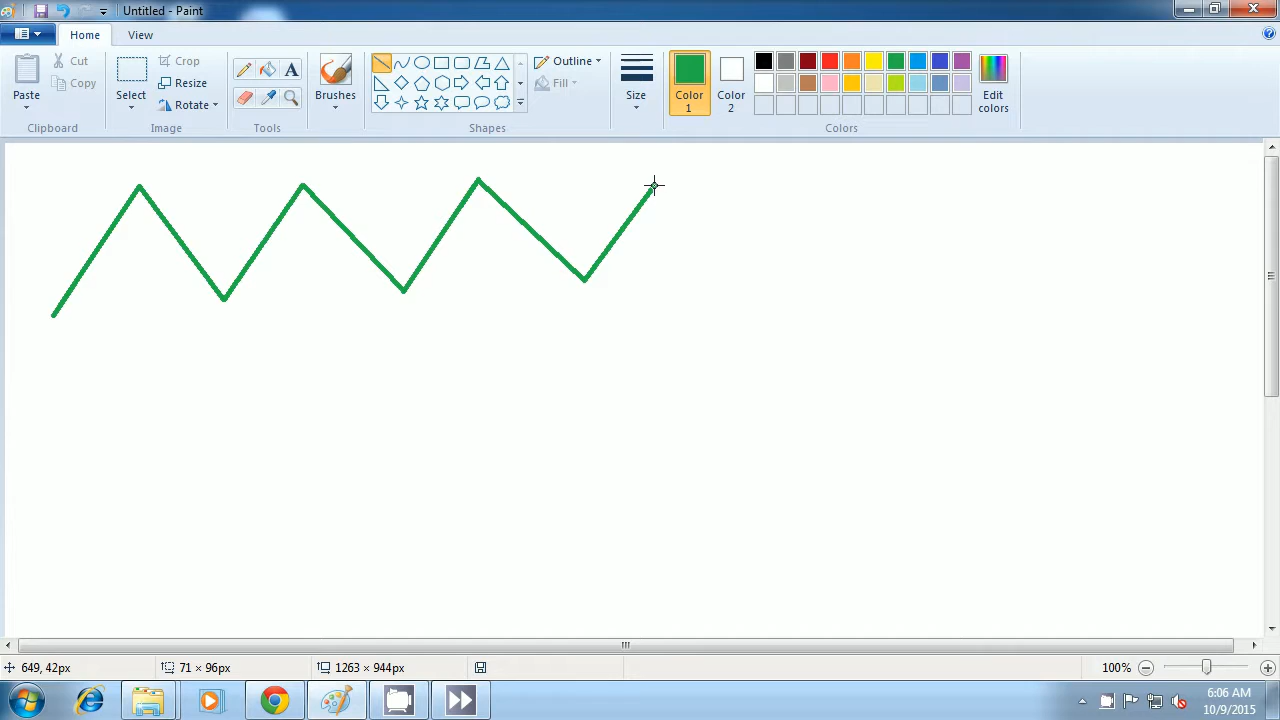 Untitled - Paint
Home
View
Paste
Cut
Copy
Clipboard
Select
Crop
Resize
Rotate
Image
A
Tools
Brushes
Outline
Fill
Shapes
Size
Color 1
Color 2
Edit colors
Colors
649, 42px
71 × 96px
1263 × 944px
100%
6:06 AM
10/9/2015